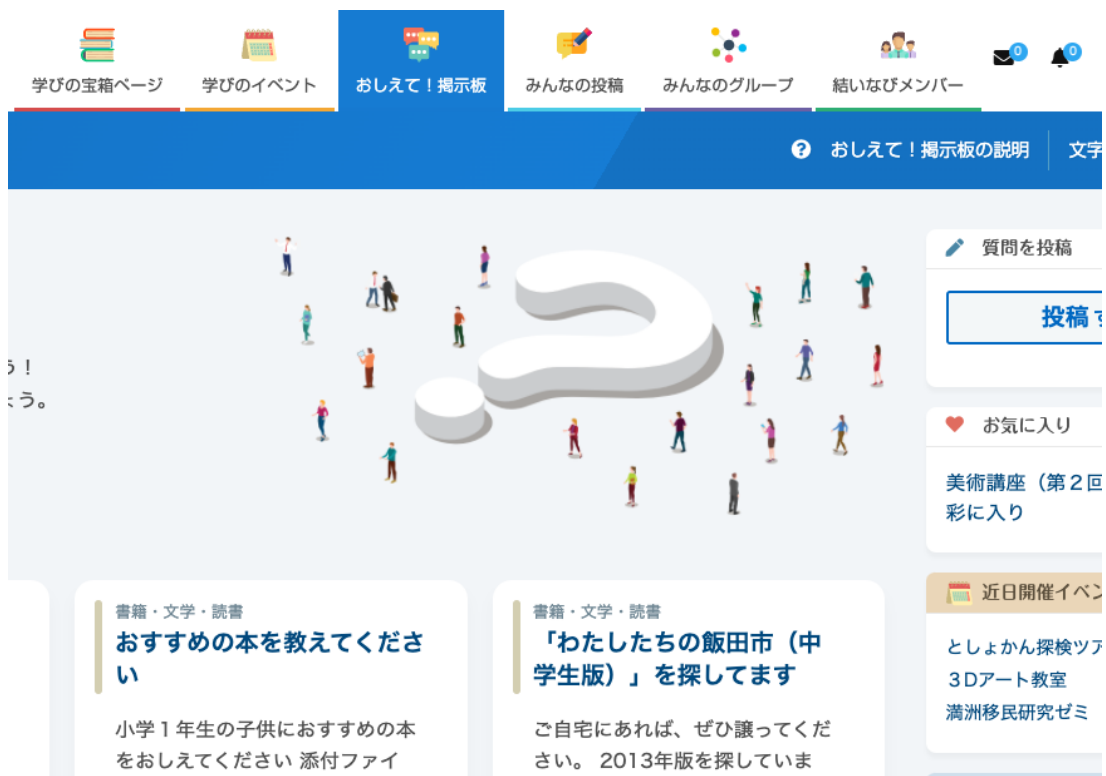 学びの宝箱ページ
学びのイベント
おしえて！掲示板
みんなの投稿
みんなのグループ
結いなびメンバー
0
0
おしえて！掲示板の説明
文字
う！
ょう。
質問を投稿
投稿す
お気に入り
美術講座（第２回
彩に入り
近日開催イベン
としょかん探検ツア
３Dアート教室
満洲移民研究ゼミ
書籍・文学・読書
おすすめの本を教えてくださ
い
小学１年生の子供におすすめの本
をおしえてください 添付ファイ
書籍・文学・読書
「わたしたちの飯田市（中
学生版）」を探してます
ご自宅にあれば、ぜひ譲ってくだ
さい。 2013年版を探していま